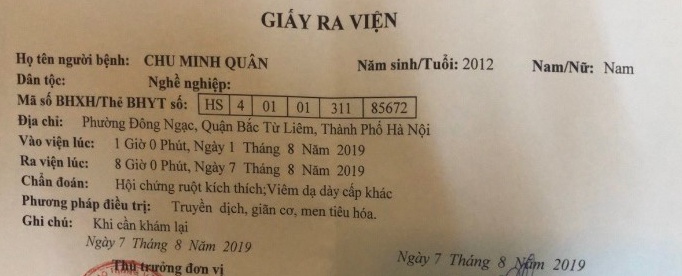 GIẤY RA VIỆN
Họ tên người bệnh: CHU MINH QUÂN Năm sinh/Tuổi: 2012 Nam/Nữ: Nam
Dân tộc: Nghề nghiệp:
Mã số BHXH/Thẻ BHYT số: HS 4 01 01 311 85672
Địa chỉ: Phường Đông Ngạc, Quận Bắc Từ Liêm, Thành Phố Hà Nội
Vào viện lúc: 1 Giờ 0 Phút, Ngày 1 Tháng 8 Năm 2019
Ra viện lúc: 8 Giờ 0 Phút, Ngày 7 Tháng 8 Năm 2019
Chẩn đoán: Hội chứng ruột kích thích;Viêm dạ dày cấp khác
Phương pháp điều trị: Truyền dịch, giãn cơ, men tiêu hóa.
Ghi chú: Khi cần khám lại
Ngày 7 Tháng 8 Năm 2019 Ngày 7 Tháng 8 Năm 2019
Thủ trưởng đơn vị